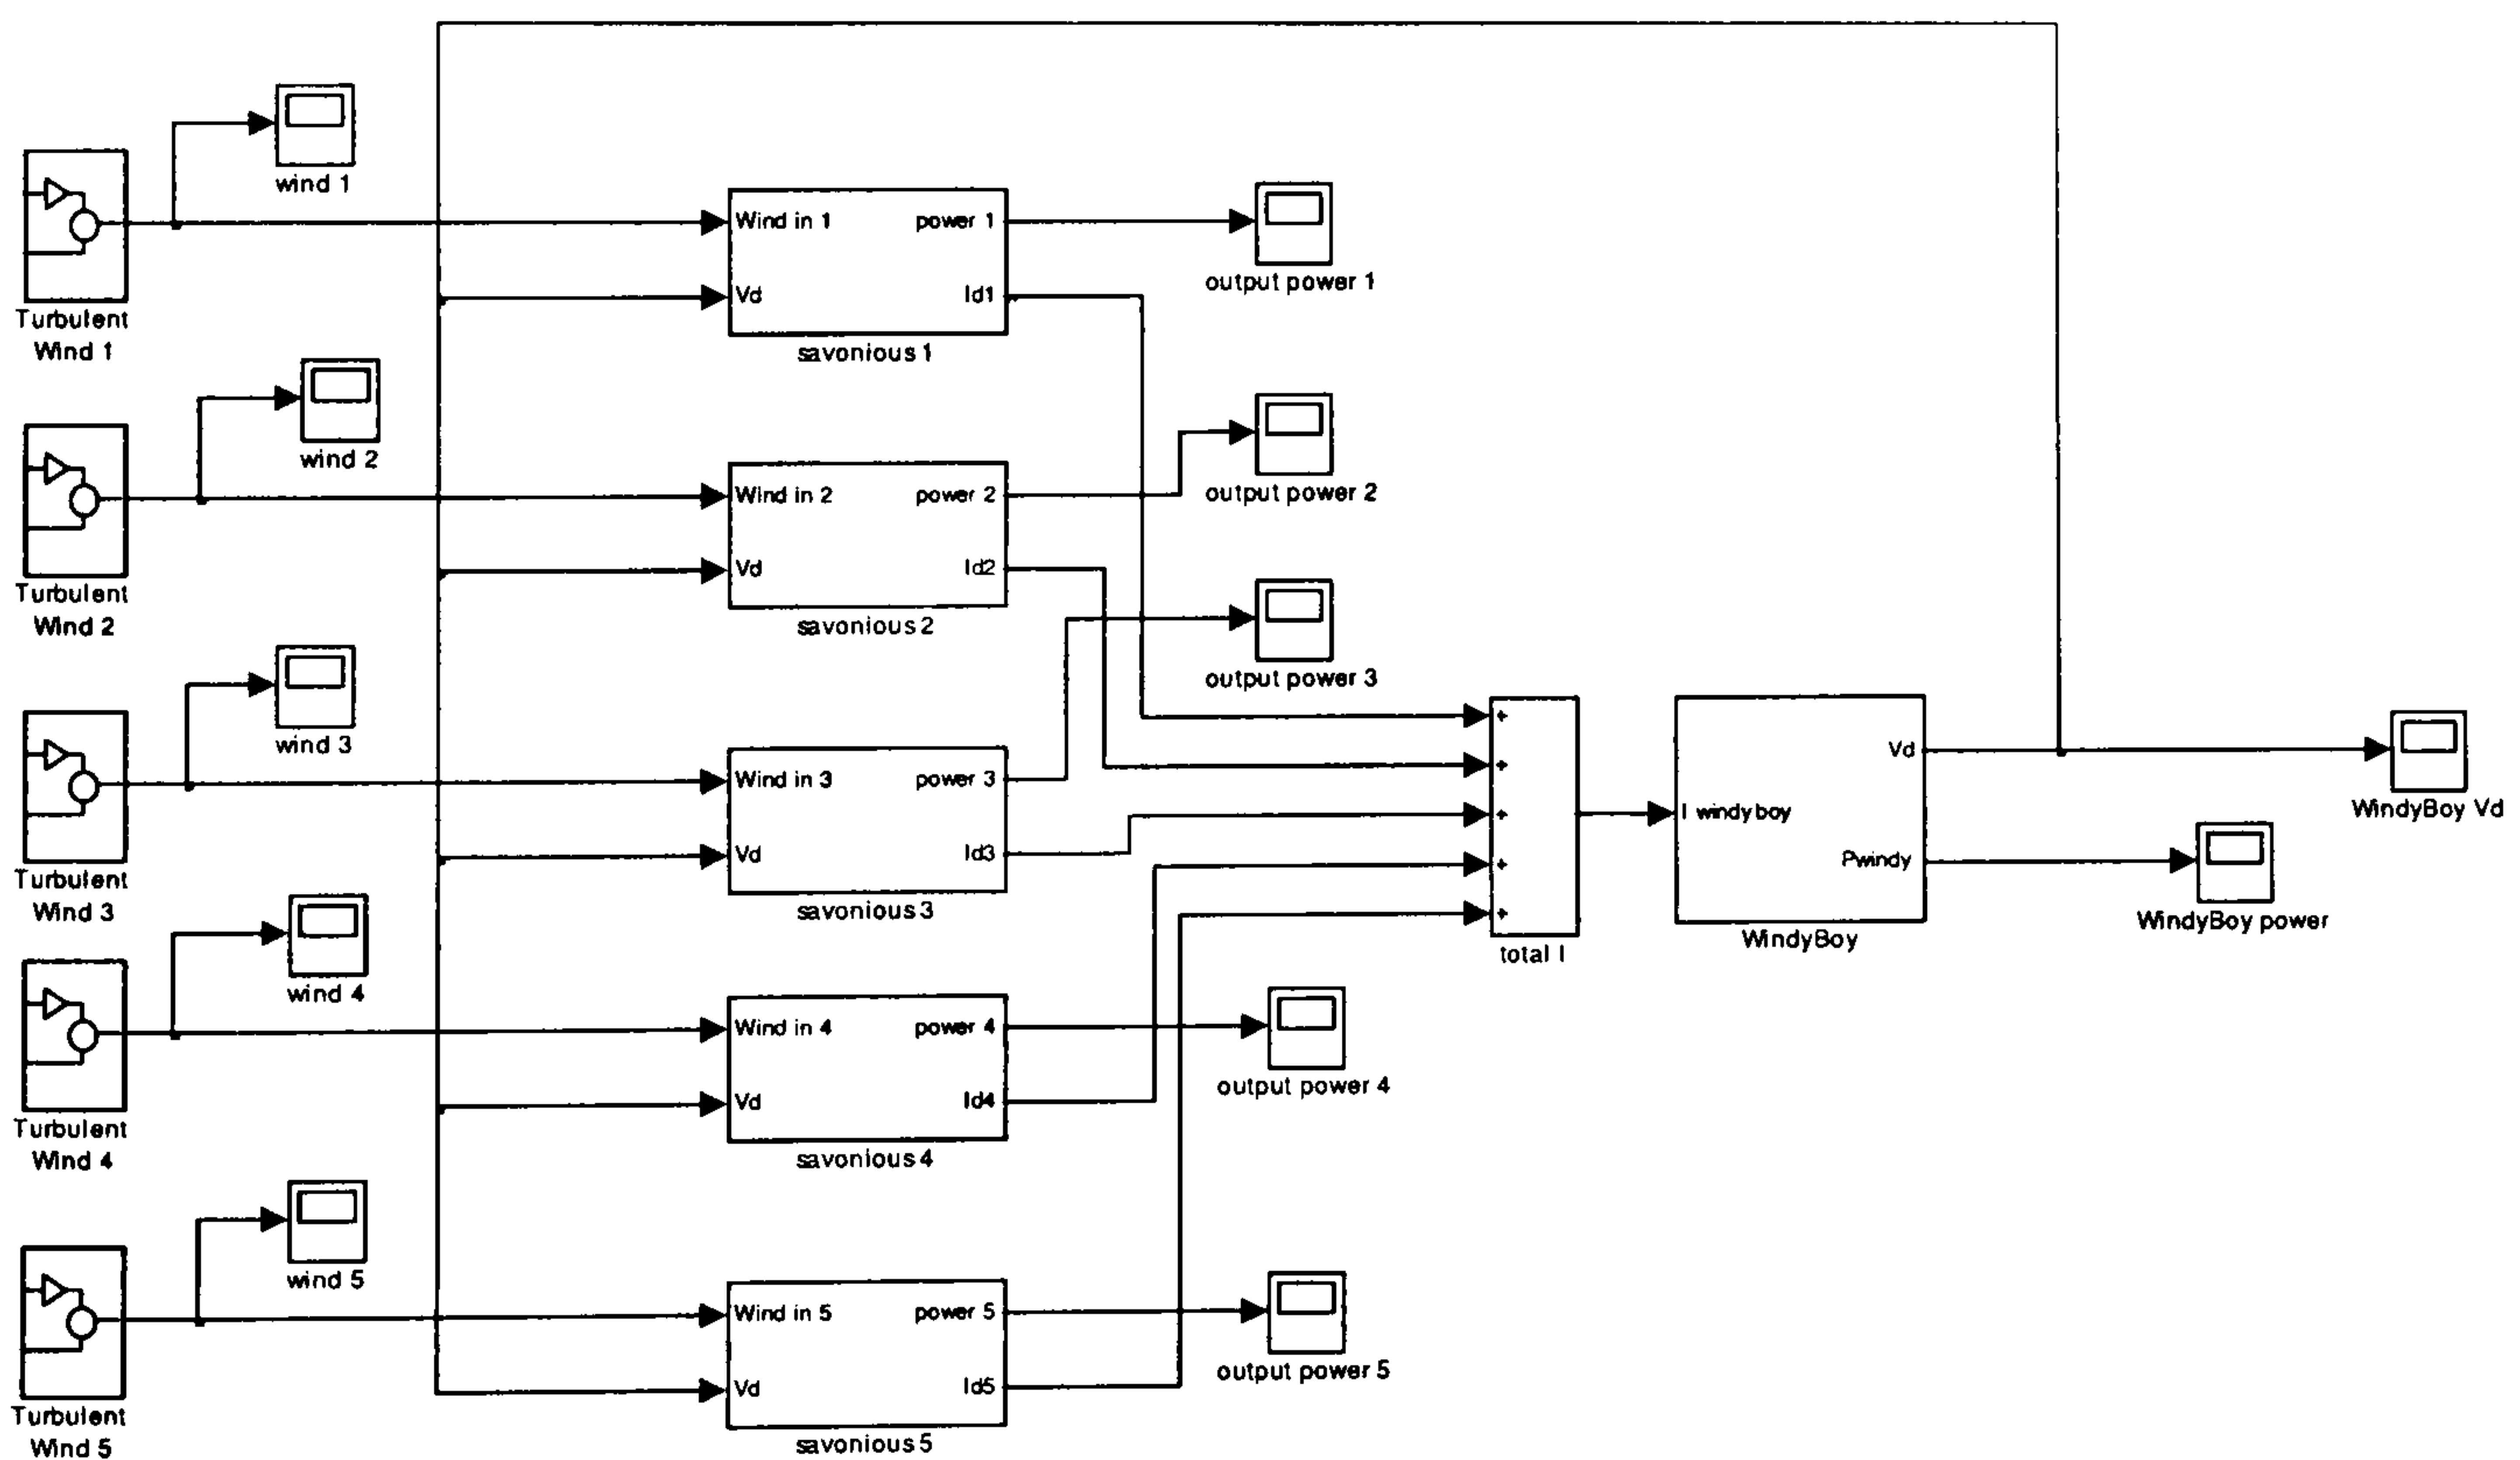 wind 1
Turbulent
Wind 1
Wind in 1 power 1
Vd Id1
savonious 1
output power 1
wind 2
Turbulent
Wind 2
Wind in 2 power 2
Vd Id2
savonious 2
output power 2
wind 3
Turbulent
Wind 3
Wind in 3 power 3
Vd Id3
savonious 3
output power 3
wind 4
Turbulent
Wind 4
Wind in 4 power 4
Vd Id4
savonious 4
output power 4
wind 5
Turbulent
Wind 5
Wind in 5 power 5
Vd Id5
savonious 5
output power 5
+
+
+
+
+
total I
I windyboy
Vd
Pwindy
WindyBoy
WindyBoy Vd
WindyBoy power